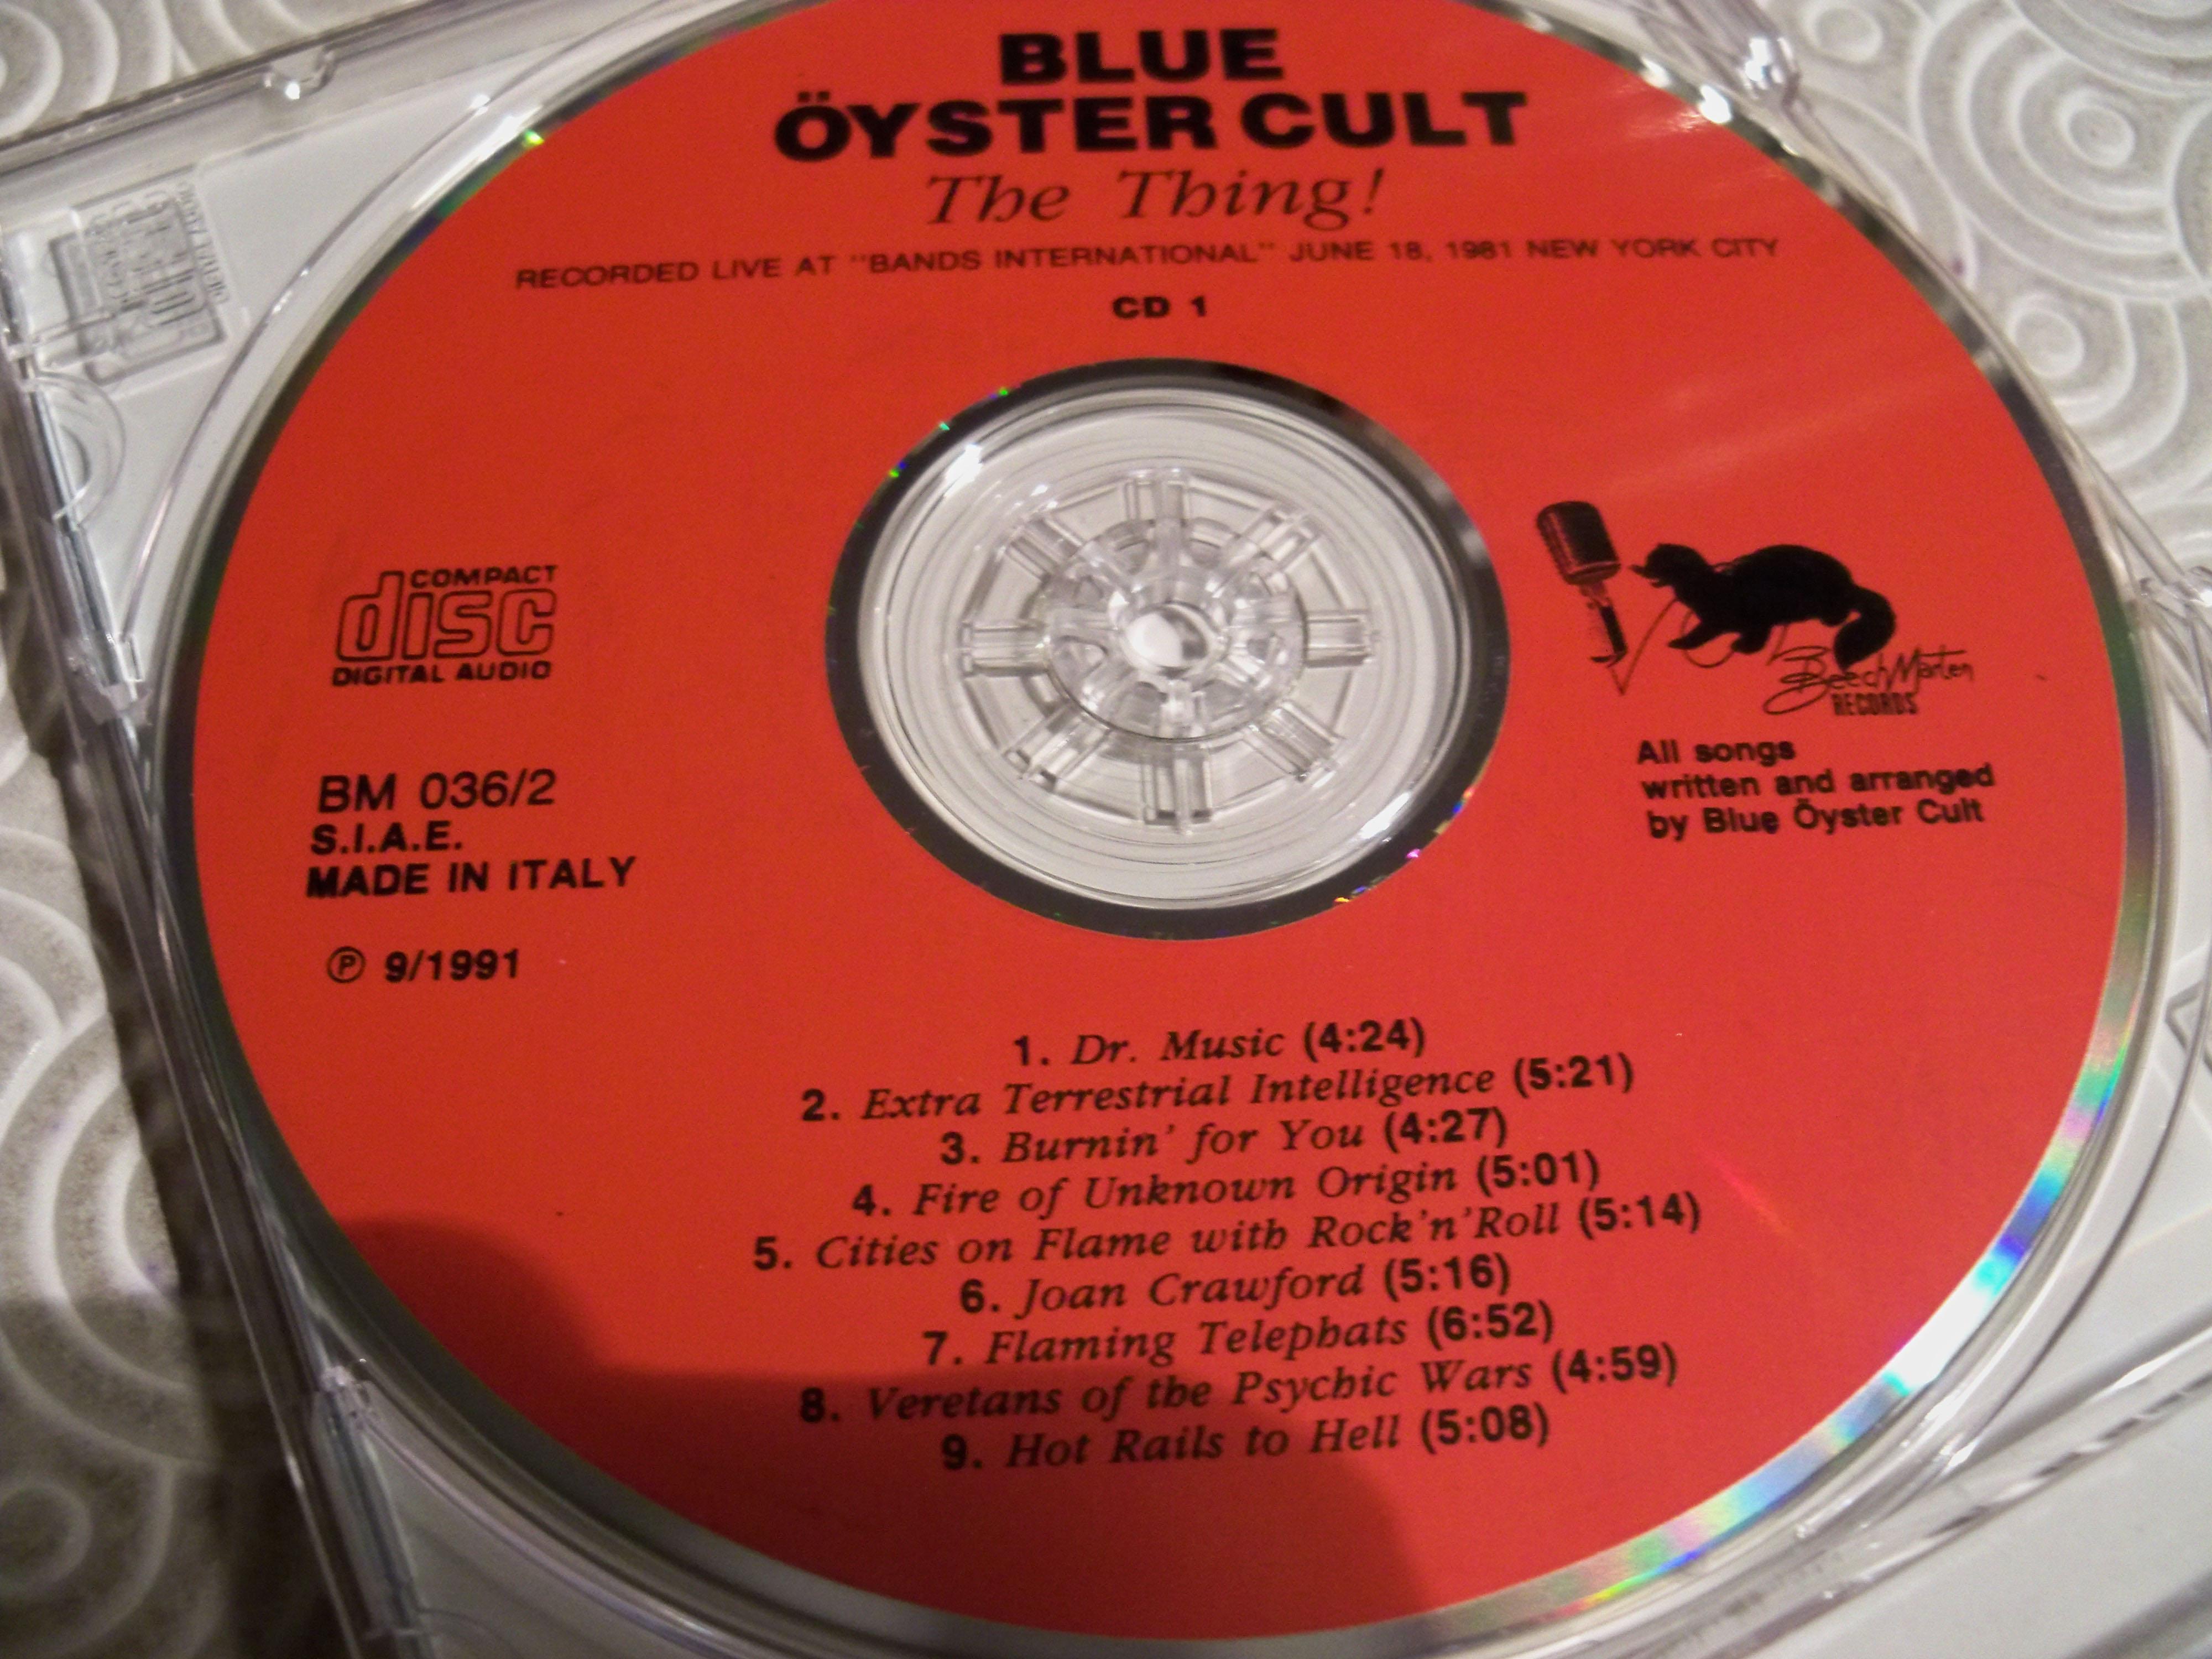 BLUE
ÖYSTER CULT
The Thing!
RECORDED LIVE AT "BANDS INTERNATIONAL" JUNE 18, 1981 NEW YORK CITY
CD 1
COMPACT
disc
DIGITAL AUDIO
Beech Marten
RECORDS
BM 036/2
S.I.A.E.
MADE IN ITALY
℗ 9/1991
All songs
written and arranged
by Blue Öyster Cult
1. Dr. Music (4:24)
2. Extra Terrestrial Intelligence (5:21)
3. Burnin' for You (4:27)
4. Fire of Unknown Origin (5:01)
5. Cities on Flame with Rock'n'Roll (5:14)
6. Joan Crawford (5:16)
7. Flaming Telephats (6:52)
8. Veretans of the Psychic Wars (4:59)
9. Hot Rails to Hell (5:08)